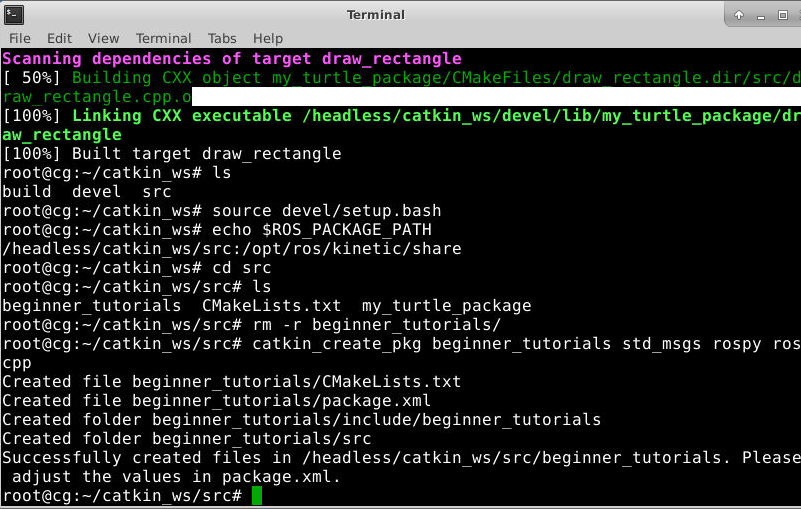 Terminal
File Edit View Terminal Tabs Help
Scanning dependencies of target draw_rectangle
[ 50%] Building CXX object my_turtle_package/CMakeFiles/draw_rectangle.dir/src/d
raw_rectangle.cpp.o
[100%] Linking CXX executable /headless/catkin_ws/devel/lib/my_turtle_package/dr
aw_rectangle
[100%] Built target draw_rectangle
root@cg:~/catkin_ws# ls
build  devel  src
root@cg:~/catkin_ws# source devel/setup.bash
root@cg:~/catkin_ws# echo $ROS_PACKAGE_PATH
/headless/catkin_ws/src:/opt/ros/kinetic/share
root@cg:~/catkin_ws# cd src
root@cg:~/catkin_ws/src# ls
beginner_tutorials  CMakeLists.txt  my_turtle_package
root@cg:~/catkin_ws/src# rm -r beginner_tutorials/
root@cg:~/catkin_ws/src# catkin_create_pkg beginner_tutorials std_msgs rospy ros
cpp
Created file beginner_tutorials/CMakeLists.txt
Created file beginner_tutorials/package.xml
Created folder beginner_tutorials/include/beginner_tutorials
Created folder beginner_tutorials/src
Successfully created files in /headless/catkin_ws/src/beginner_tutorials. Please
 adjust the values in package.xml.
root@cg:~/catkin_ws/src#